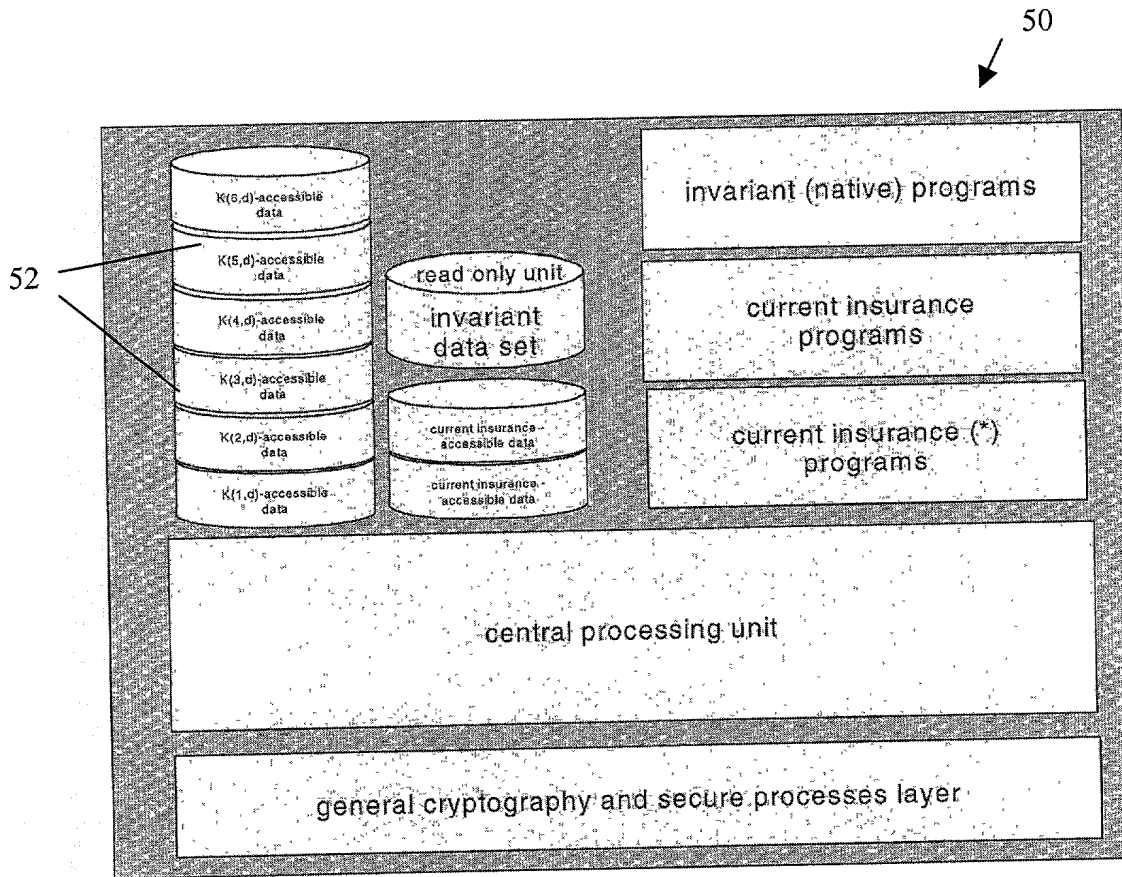 50
52
K(6,d)-accessible
data
K(5,d)-accessible
data
K(4,d)-accessible
data
K(3,d)-accessible
data
K(2,d)-accessible
data
K(1,d)-accessible
data
read only unit
invariant
data set
current insurance
accessible data
current insurance
accessible data
invariant (native) programs
current insurance
programs
current insurance (*)
programs
central processing unit
general cryptography and secure processes layer